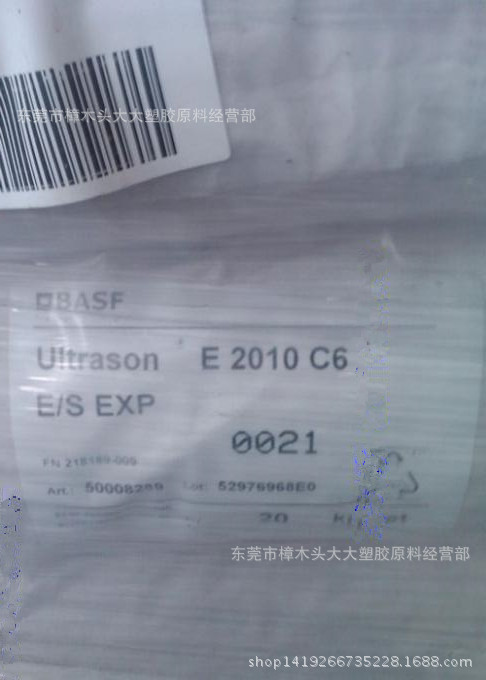 东莞市樟木头大大塑胶原料经营部
BASF
Ultrason E 2010 C6
E/S EXP
0021
Art.: 50008289 Lot: 52976968E0
20
东莞市樟木头大大塑胶原料经营部
shop1419266735228.1688.com